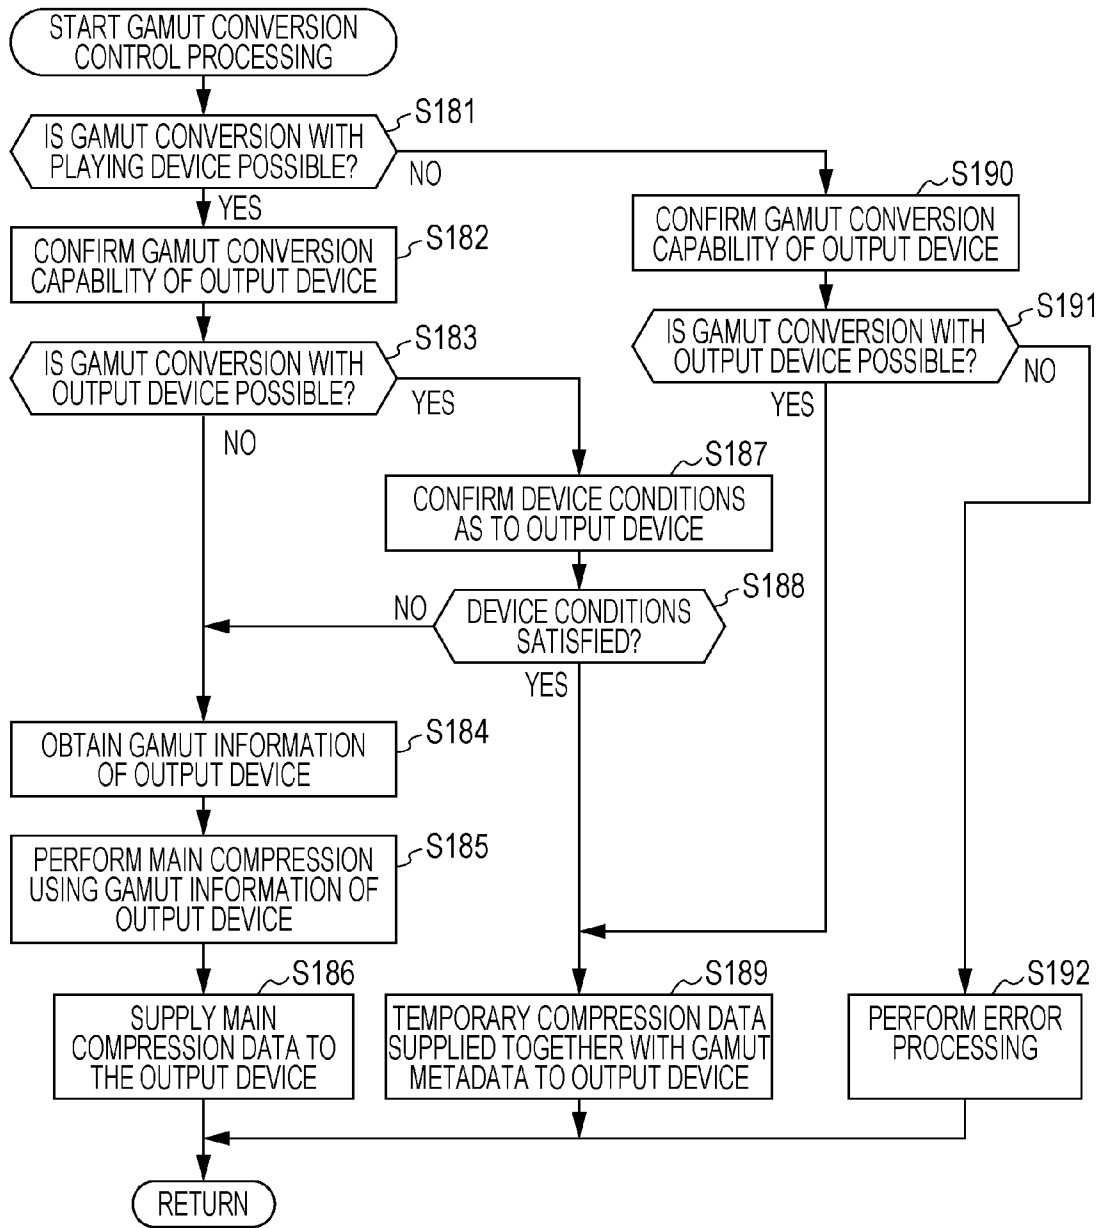 START GAMUT CONVERSION
CONTROL PROCESSING
S181
IS GAMUT CONVERSION WITH
PLAYING DEVICE POSSIBLE?
NO
YES
S190
CONFIRM GAMUT CONVERSION
CAPABILITY OF OUTPUT DEVICE
S182
CONFIRM GAMUT CONVERSION
CAPABILITY OF OUTPUT DEVICE
S191
IS GAMUT CONVERSION WITH
OUTPUT DEVICE POSSIBLE?
NO
YES
S183
IS GAMUT CONVERSION WITH
OUTPUT DEVICE POSSIBLE?
YES
NO
S187
CONFIRM DEVICE CONDITIONS
AS TO OUTPUT DEVICE
S188
DEVICE CONDITIONS
SATISFIED?
NO
YES
S184
OBTAIN GAMUT INFORMATION
OF OUTPUT DEVICE
S185
PERFORM MAIN COMPRESSION
USING GAMUT INFORMATION OF
OUTPUT DEVICE
S186
SUPPLY MAIN
COMPRESSION DATA TO
THE OUTPUT DEVICE
S189
TEMPORARY COMPRESSION DATA
SUPPLIED TOGETHER WITH GAMUT
METADATA TO OUTPUT DEVICE
S192
PERFORM ERROR
PROCESSING
RETURN